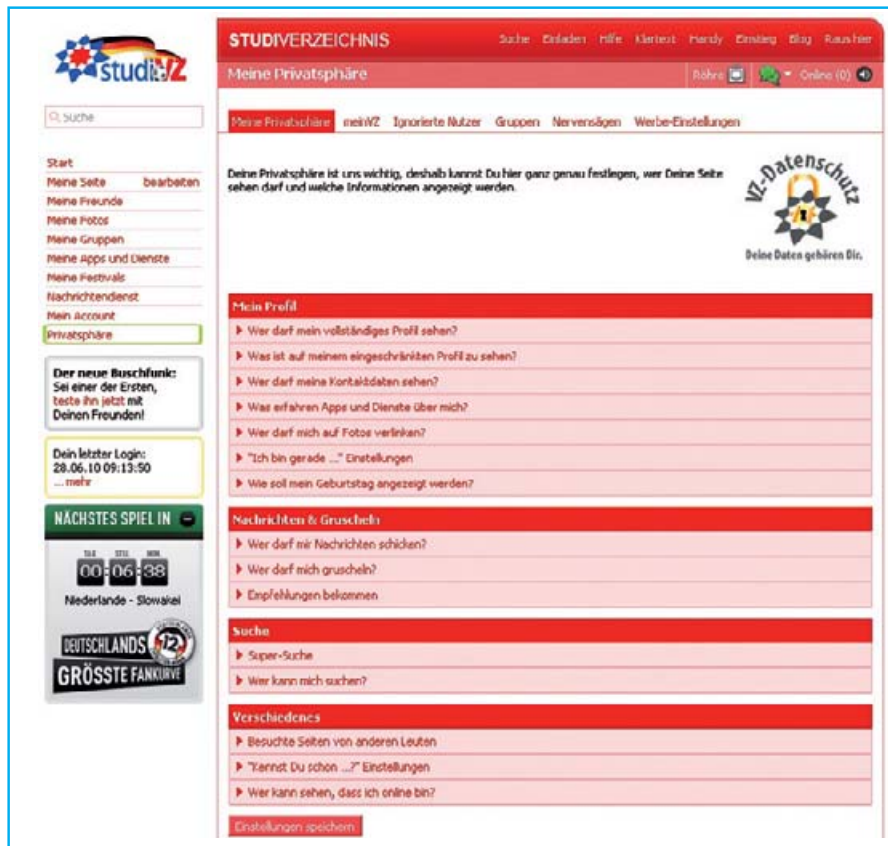 studiVZ
Suche
Start
Meine Seite bearbeiten
Meine Freunde
Meine Fotos
Meine Gruppen
Meine Apps und Dienste
Meine Festivals
Nachrichtendienst
Mein Account
Privatsphäre
Der neue Buschfunk:
Sei einer der Ersten,
teste ihn jetzt mit
Deinen Freunden!
Dein letzter Login:
28.06.10 09:13:50
... mehr
NÄCHSTES SPIEL IN
TAG STD. MIN.
00:06:38
Niederlande - Slowakei
DEUTSCHLANDS 12
GRÖSSTE FANKURVE
STUDIVERZEICHNIS
Suche Einladen Hilfe Klartext Handy Einstieg Blog Raus hier
Meine Privatsphäre
Röhre Online (0)
Meine Privatsphäre meinVZ Ignorierte Nutzer Gruppen Nervensägen Werbe-Einstellungen
Deine Privatsphäre ist uns wichtig, deshalb kannst Du hier ganz genau festlegen, wer Deine Seite
sehen darf und welche Informationen angezeigt werden.
VZ-Datenschutz
Deine Daten gehören Dir.
Mein Profil
Wer darf mein vollständiges Profil sehen?
Was ist auf meinem eingeschränkten Profil zu sehen?
Wer darf meine Kontaktdaten sehen?
Was erfahren Apps und Dienste über mich?
Wer darf mich auf Fotos verlinken?
"Ich bin gerade ..." Einstellungen
Wie soll mein Geburtstag angezeigt werden?
Nachrichten & Gruscheln
Wer darf mir Nachrichten schicken?
Wer darf mich gruscheln?
Empfehlungen bekommen
Suche
Super-Suche
Wer kann mich suchen?
Verschiedenes
Besuchte Seiten von anderen Leuten
"Kennst Du schon ...?" Einstellungen
Wer kann sehen, dass ich online bin?
Einstellungen speichern